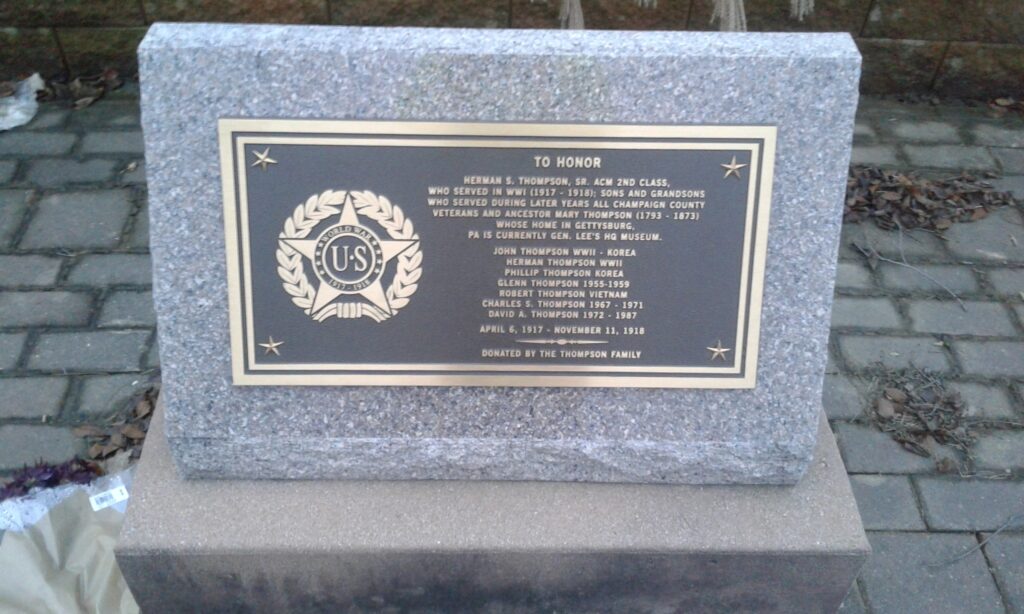 TO HONOR
HERMAN S. THOMPSON, SR. ACM 2ND CLASS,
WHO SERVED IN WWI (1917 - 1918); SONS AND GRANDSONS
WHO SERVED DURING LATER YEARS ALL CHAMPAIGN COUNTY
VETERANS AND ANCESTOR MARY THOMPSON (1793 - 1873)
WHOSE HOME IN GETTYSBURG,
PA IS CURRENTLY GEN. LEE'S HQ MUSEUM.
JOHN THOMPSON WWII - KOREA
HERMAN THOMPSON WWII
PHILLIP THOMPSON KOREA
GLENN THOMPSON 1955-1959
ROBERT THOMPSON VIETNAM
CHARLES S. THOMPSON 1967 - 1971
DAVID A. THOMPSON 1972 - 1987
APRIL 6, 1917 - NOVEMBER 11, 1918
DONATED BY THE THOMPSON FAMILY
WORLD WAR
U·S
1917 - 1918